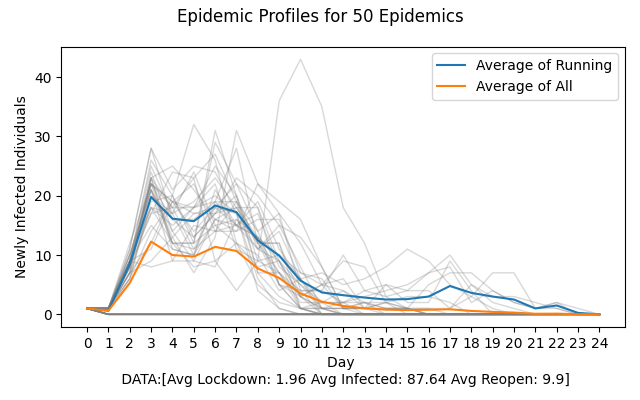 Epidemic Profiles for 50 Epidemics
Average of Running
Average of All
Newly Infected Individuals
40
30
20
10
0
0 1 2 3 4 5 6 7 8 9 10 11 12 13 14 15 16 17 18 19 20 21 22 23 24
Day
DATA:[Avg Lockdown: 1.96 Avg Infected: 87.64 Avg Reopen: 9.9]